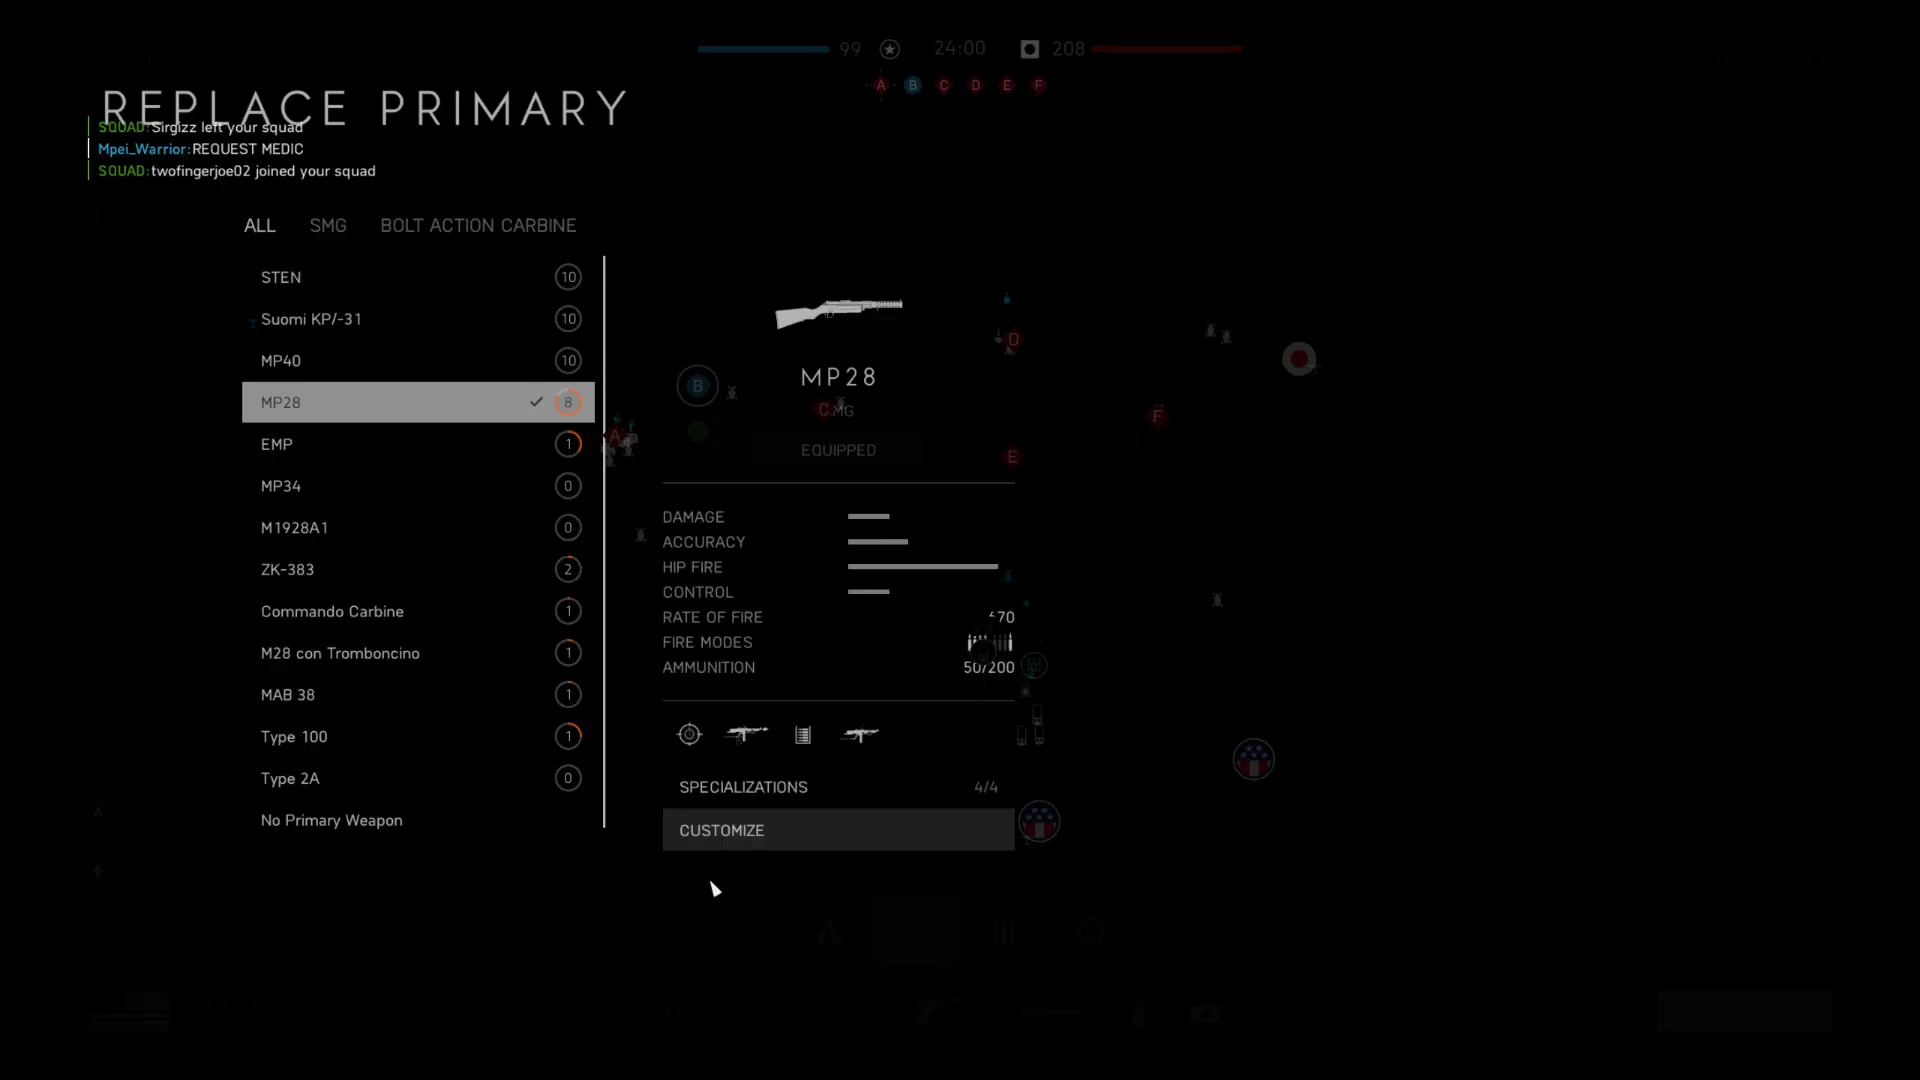 99 24:00 208
A B C D E F
REPLACE PRIMARY
SQUAD:Sirgizz left your squad
Mpei_Warrior:REQUEST MEDIC
SQUAD:twofingerjoe02 joined your squad
ALL SMG BOLT ACTION CARBINE
STEN 10
Suomi KP/-31 10
MP40 10
MP28 8
EMP 1
MP34 0
M1928A1 0
ZK-383 2
Commando Carbine 1
M28 con Tromboncino 1
MAB 38 1
Type 100 1
Type 2A 0
No Primary Weapon
D
B
MP28
C
A
F
E
EQUIPPED
DAMAGE
ACCURACY
HIP FIRE
CONTROL
RATE OF FIRE
FIRE MODES
AMMUNITION 50/200
SPECIALIZATIONS 4/4
CUSTOMIZE